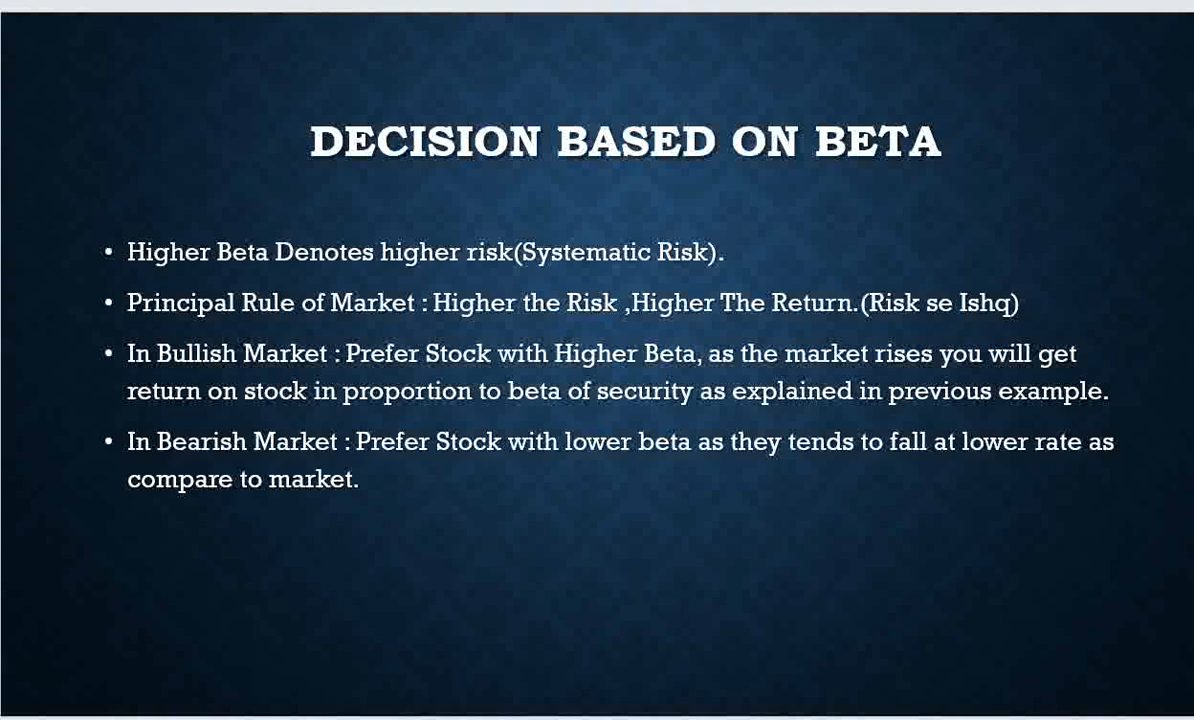 DECISION BASED ON BETA
• Higher Beta Denotes higher risk(Systematic Risk).
• Principal Rule of Market : Higher the Risk ,Higher The Return.(Risk se Ishq)
• In Bullish Market : Prefer Stock with Higher Beta, as the market rises you will get
return on stock in proportion to beta of security as explained in previous example.
• In Bearish Market : Prefer Stock with lower beta as they tends to fall at lower rate as
compare to market.